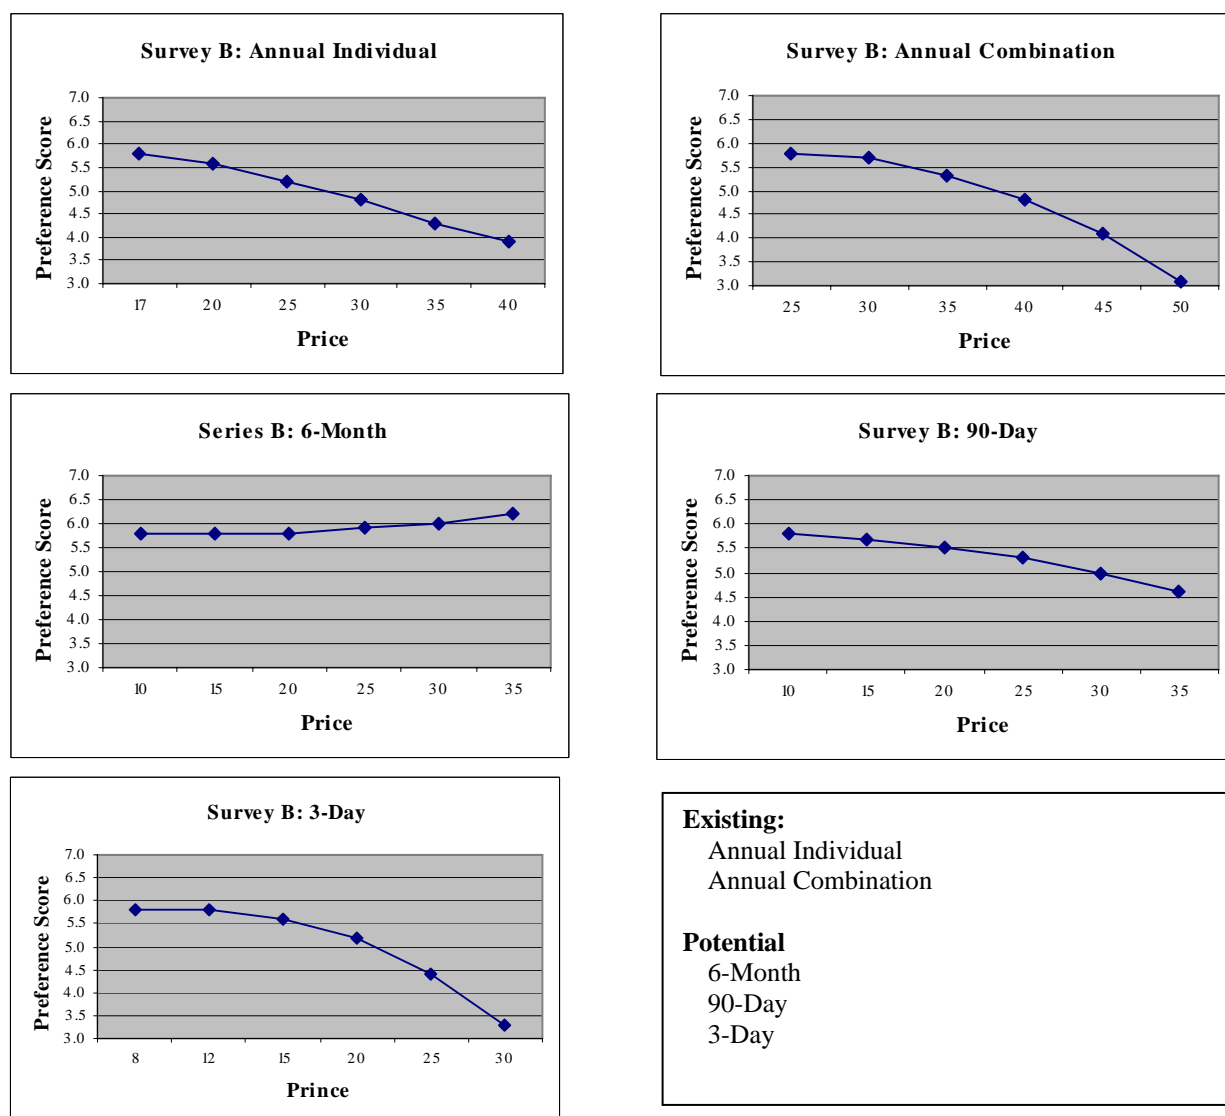 Survey B: Annual Individual
Preference Score
7.0
6.5
6.0
5.5
5.0
4.5
4.0
3.5
3.0
17 20 25 30 35 40
Price
Survey B: Annual Combination
Preference Score
7.0
6.5
6.0
5.5
5.0
4.5
4.0
3.5
3.0
25 30 35 40 45 50
Price
Series B: 6-Month
Preference Score
7.0
6.5
6.0
5.5
5.0
4.5
4.0
3.5
3.0
10 15 20 25 30 35
Price
Survey B: 90-Day
Preference Score
7.0
6.5
6.0
5.5
5.0
4.5
4.0
3.5
3.0
10 15 20 25 30 35
Price
Survey B: 3-Day
Preference Score
7.0
6.5
6.0
5.5
5.0
4.5
4.0
3.5
3.0
8 12 15 20 25 30
Prince
Existing:
Annual Individual
Annual Combination
Potential
6-Month
90-Day
3-Day